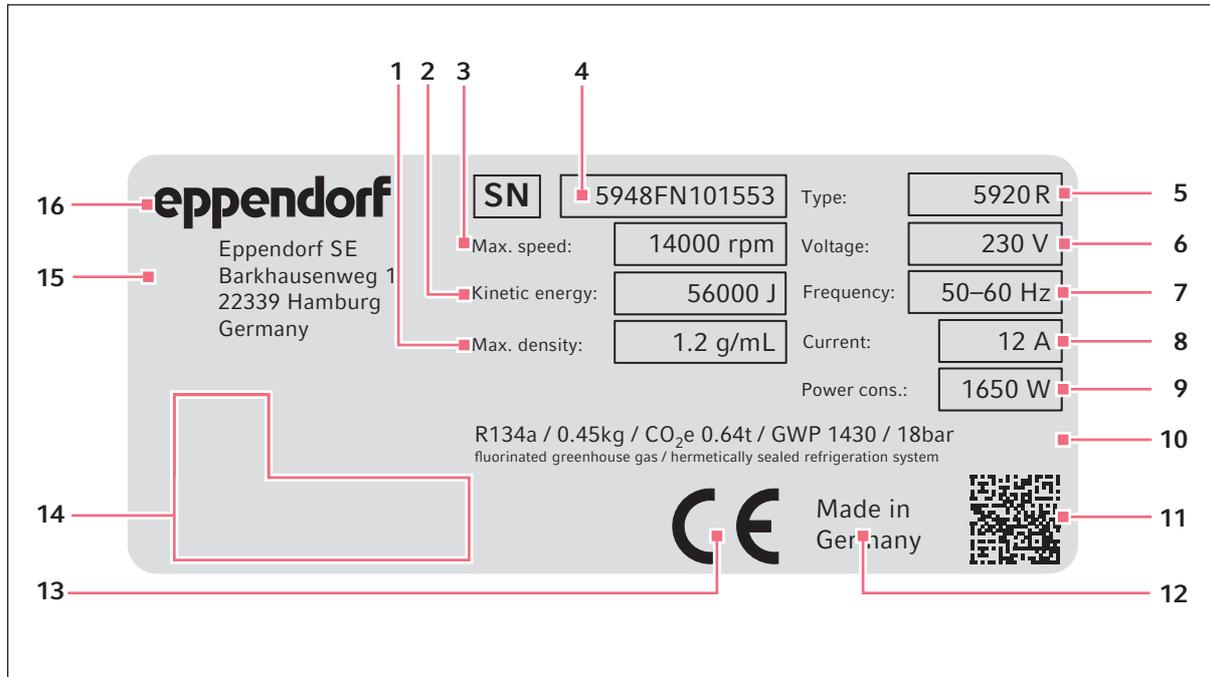 1 2 3 4
16 eppendorf SN 5948FN101553 Type: 5920 R 5
Eppendorf SE Max. speed: 14000 rpm Voltage: 230 V 6
15 Barkhausenweg 1
22339 Hamburg Kinetic energy: 56000 J Frequency: 50–60 Hz 7
Germany Max. density: 1.2 g/mL Current: 12 A 8
Power cons.: 1650 W 9
R134a / 0.45kg / CO₂e 0.64t / GWP 1430 / 18bar 10
fluorinated greenhouse gas / hermetically sealed refrigeration system
14 CE Made in 11
Germany
13 12